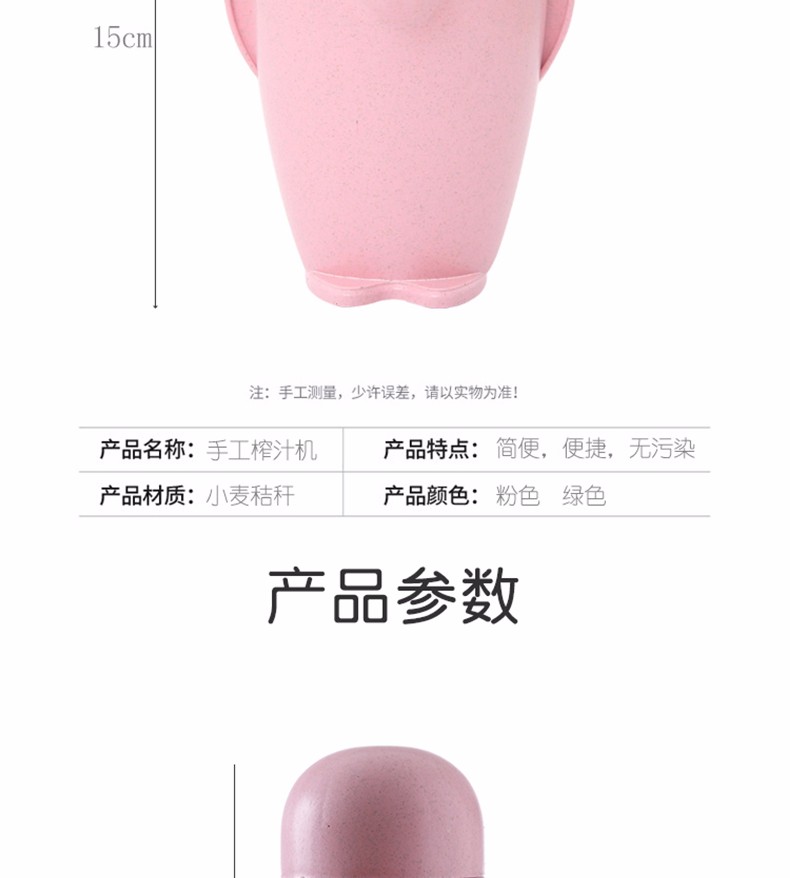 15cm
注：手工测量，少许误差，请以实物为准！
产品名称：手工榨汁机 产品特点：简便，便捷，无污染
产品材质：小麦秸秆 产品颜色：粉色 绿色
产品参数